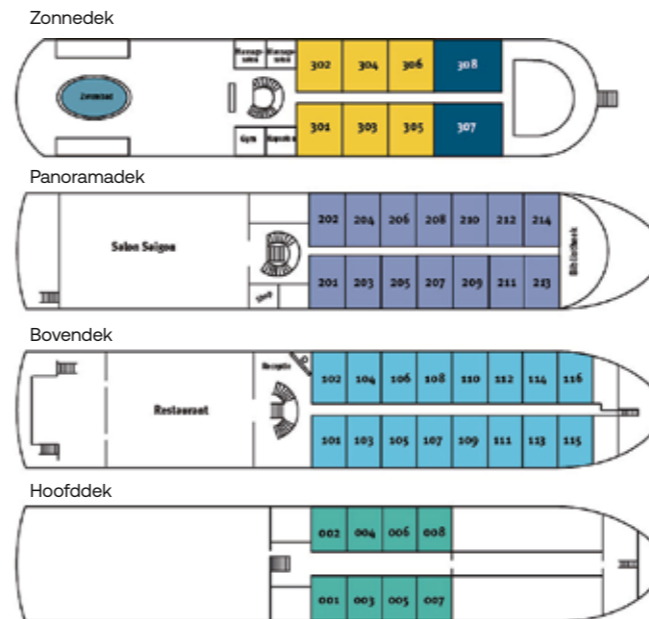 Zonnedek
302 304 306 308
Zwembad
Gym
301 303 305 307
Panoramadek
202 204 206 208 210 212 214
Salon Saigon
Bibliotheek
Shop
201 203 205 207 209 211 213
Bovendek
Receptie
102 104 106 108 110 112 114 116
Restaurant
101 103 105 107 109 111 113 115
Hoofddek
002 004 006 008
001 003 005 007